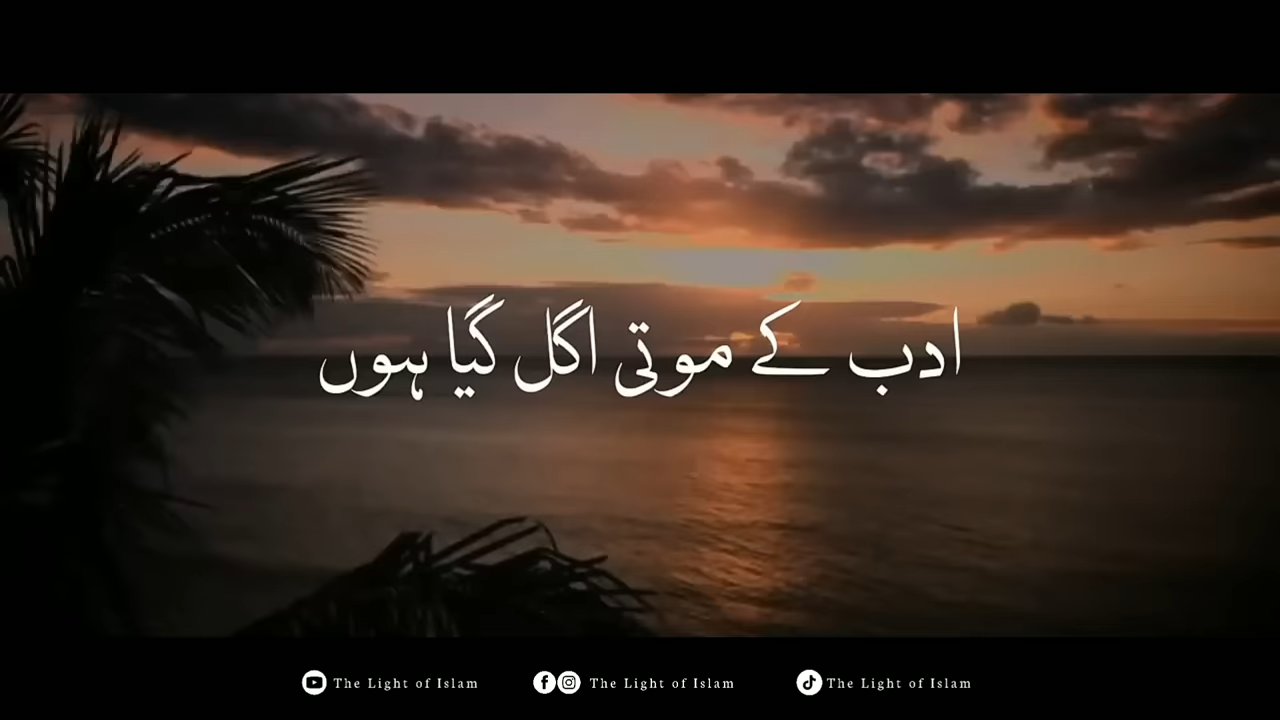 ادب کے موتی اگل گیا ہوں
The Light of Islam The Light of Islam The Light of Islam